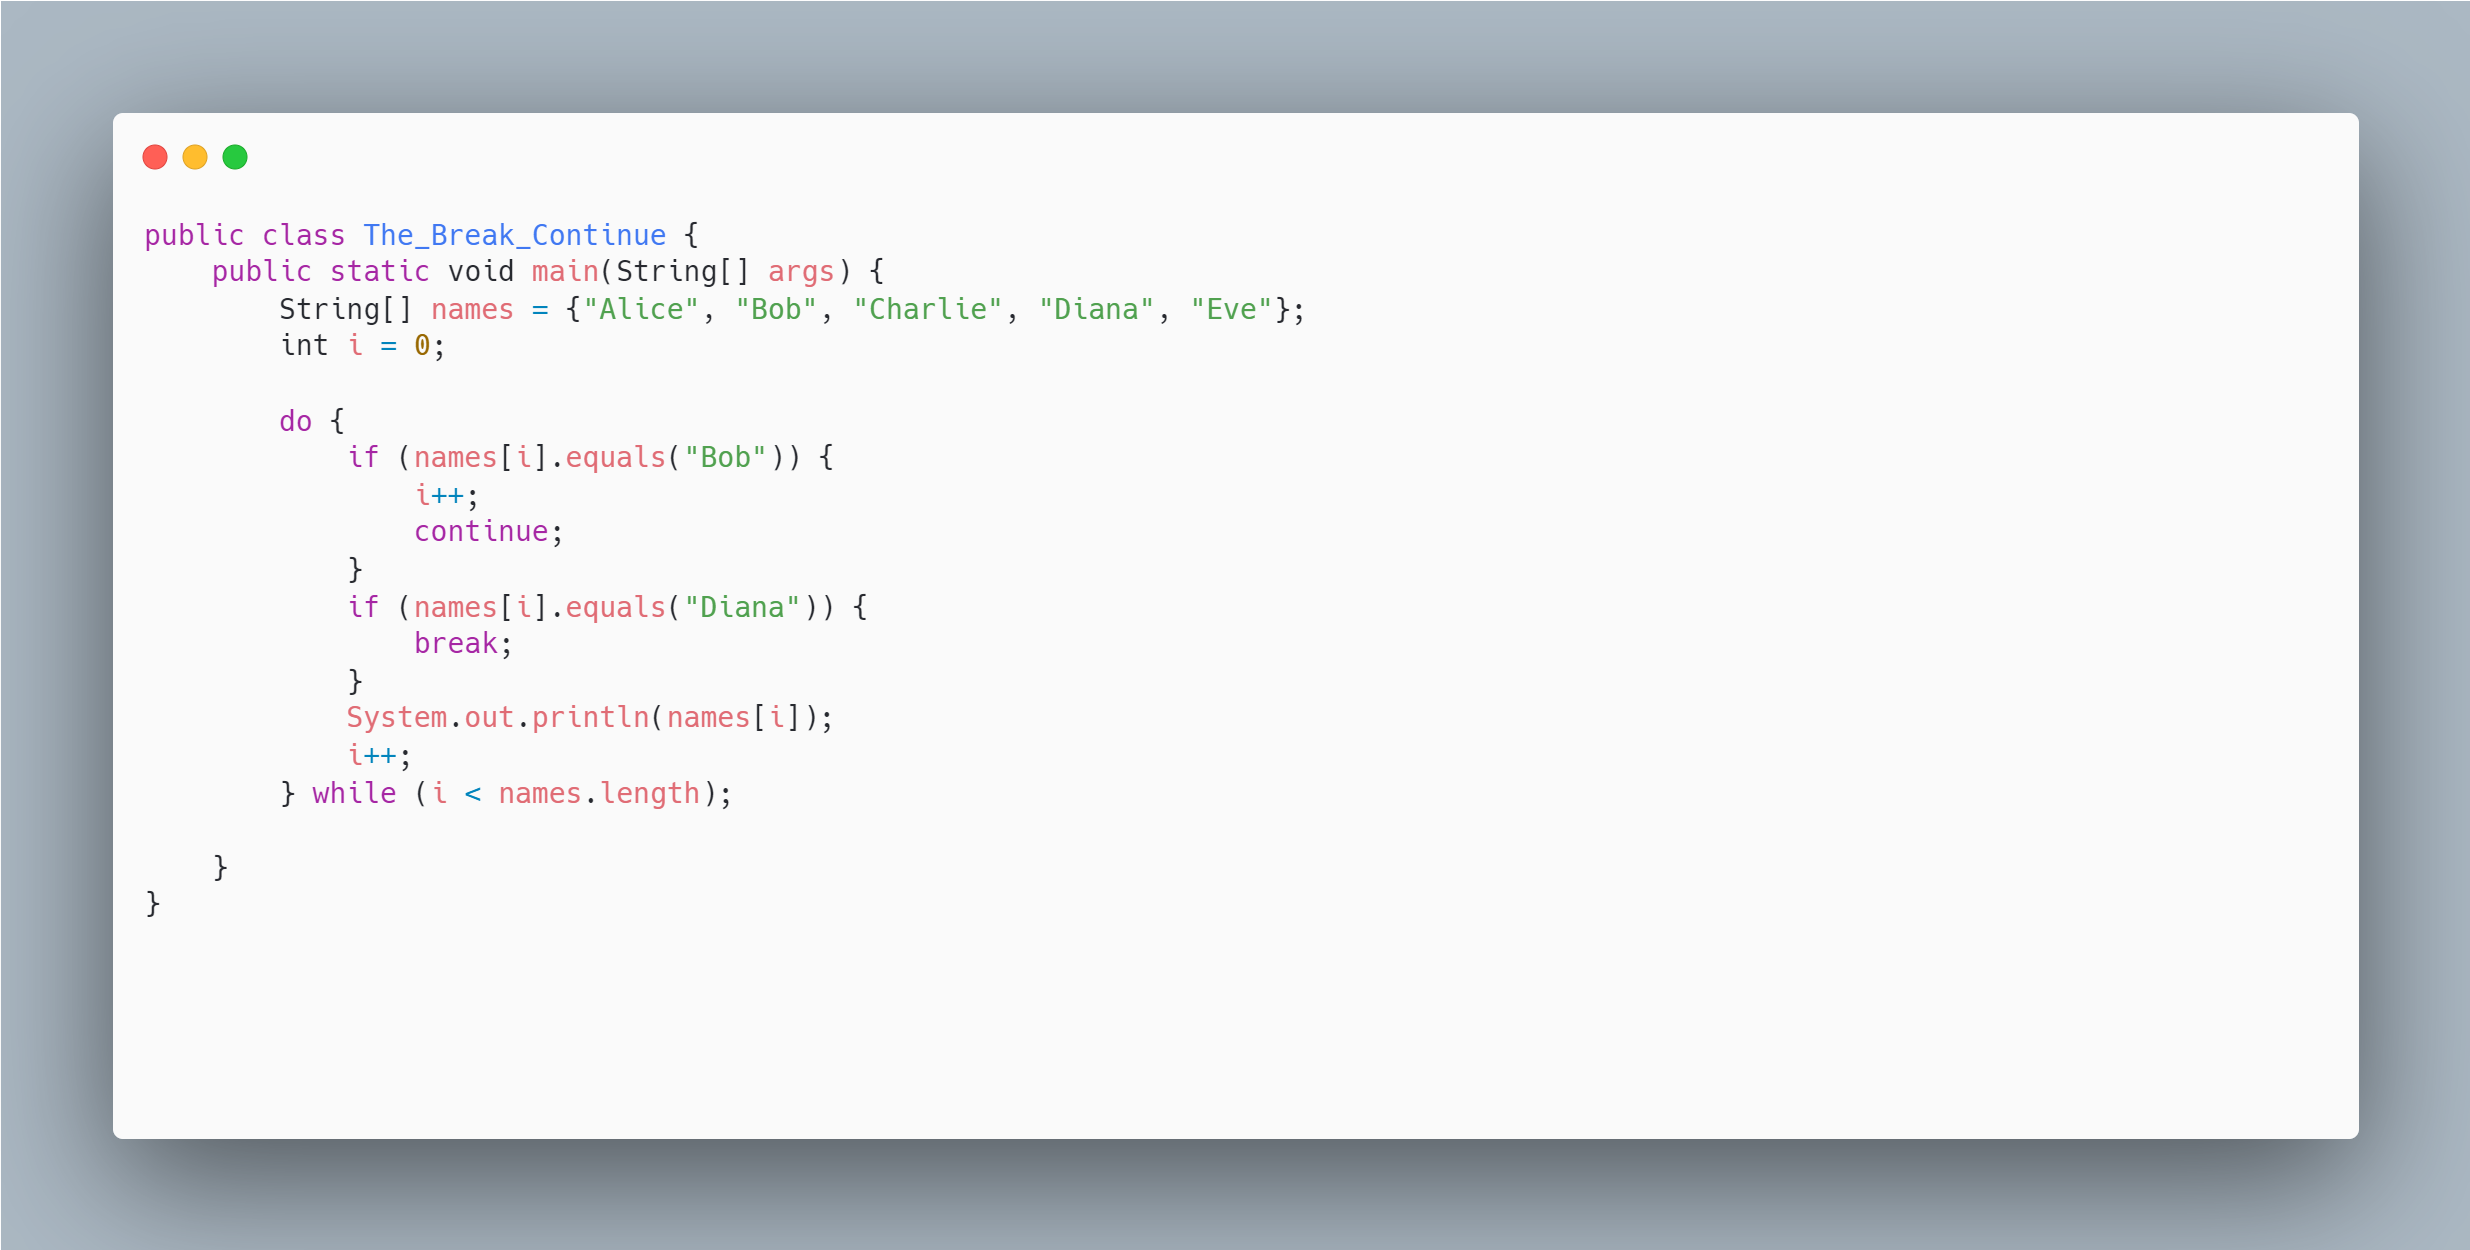 public class The_Break_Continue {
    public static void main(String[] args) {
        String[] names = {"Alice", "Bob", "Charlie", "Diana", "Eve"};
        int i = 0;

        do {
            if (names[i].equals("Bob")) {
                i++;
                continue;
            }
            if (names[i].equals("Diana")) {
                break;
            }
            System.out.println(names[i]);
            i++;
        } while (i < names.length);

    }
}